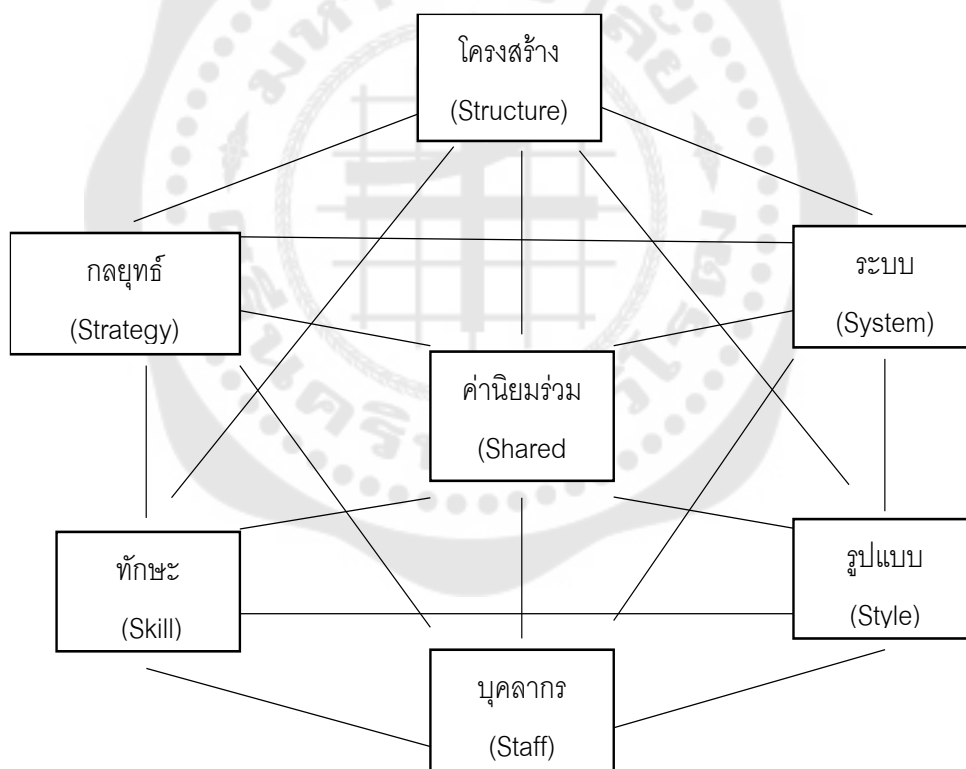 โครงสร้าง
(Structure)
กลยุทธ์
(Strategy)
ระบบ
(System)
ค่านิยมร่วม
(Shared
ทักษะ
(Skill)
รูปแบบ
(Style)
บุคลากร
(Staff)